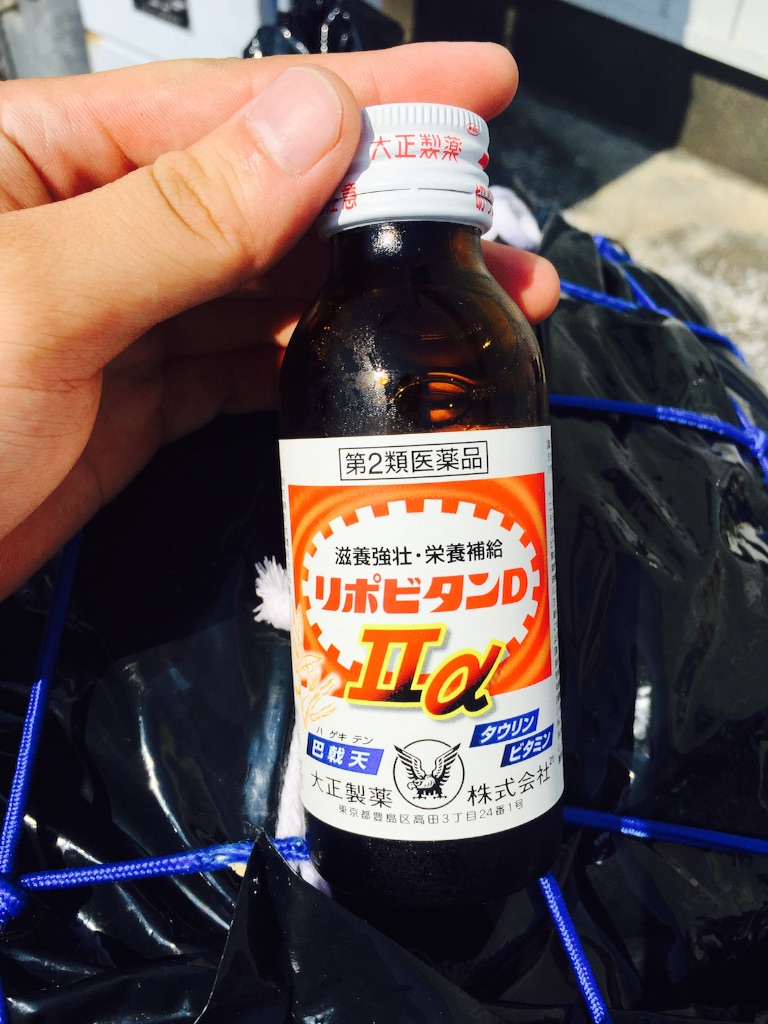 大正製薬
注意
切
第2類医薬品
滋養強壮・栄養補給
リポビタンD
IIα
ハゲキテン
巴戟天
タウリン
ビタミン
大正製薬 株式会社
東京都豊島区高田3丁目24番1号